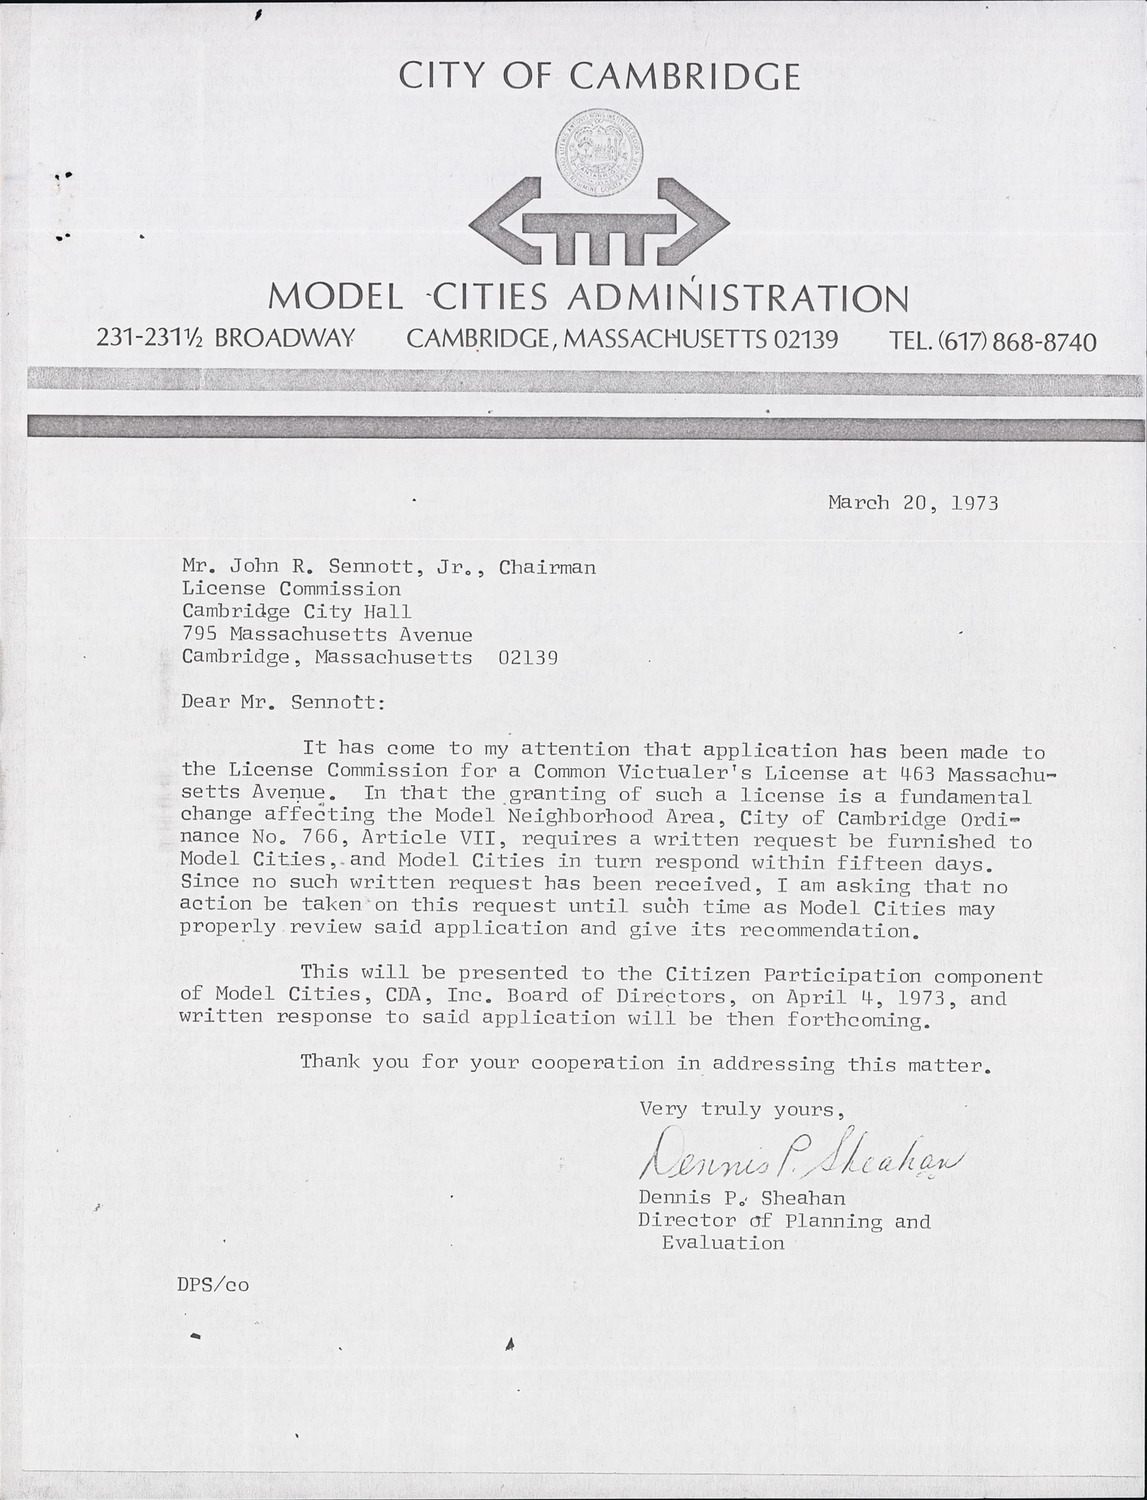 CITY OF CAMBRIDGE
MODEL CITIES ADMINISTRATION
231-231½ BROADWAY CAMBRIDGE, MASSACHUSETTS 02139 TEL. (617) 868-8740
March 20, 1973
Mr. John R. Sennott, Jr., Chairman
License Commission
Cambridge City Hall
795 Massachusetts Avenue
Cambridge, Massachusetts 02139
Dear Mr. Sennott:
It has come to my attention that application has been made to
the License Commission for a Common Victualer's License at 463 Massachu-
setts Avenue. In that the granting of such a license is a fundamental
change affecting the Model Neighborhood Area, City of Cambridge Ordi-
nance No. 766, Article VII, requires a written request be furnished to
Model Cities, and Model Cities in turn respond within fifteen days.
Since no such written request has been received, I am asking that no
action be taken on this request until such time as Model Cities may
properly review said application and give its recommendation.
This will be presented to the Citizen Participation component
of Model Cities, CDA, Inc. Board of Directors, on April 4, 1973, and
written response to said application will be then forthcoming.
Thank you for your cooperation in addressing this matter.
Very truly yours,
Dennis P. Sheahan
Dennis P. Sheahan
Director of Planning and
Evaluation
DPS/co